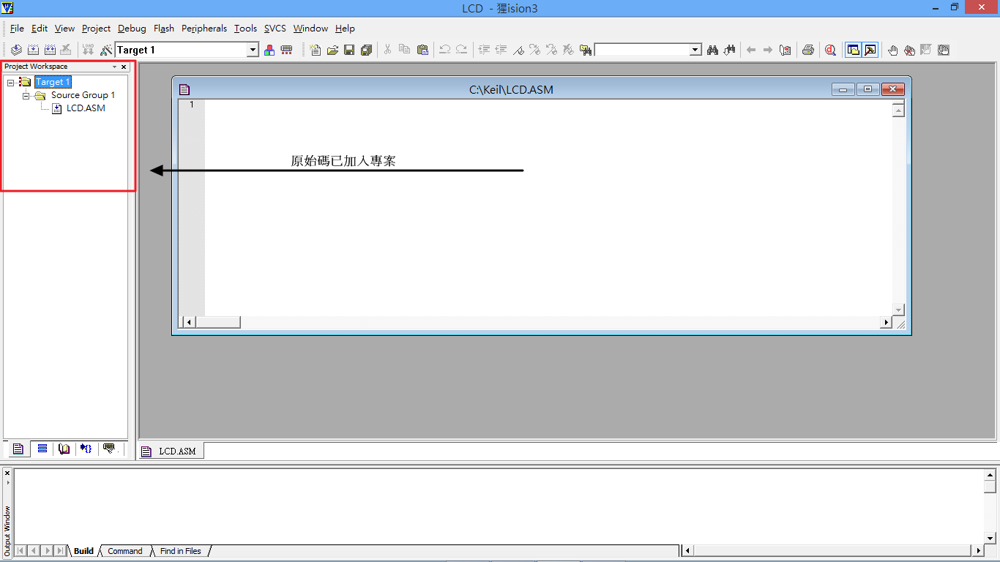 LCD - 猩ision3
File Edit View Project Debug Flash Peripherals Tools SVCS Window Help
LOAD Target 1
Project Workspace
Target 1
Source Group 1
LCD.ASM
C:\Keil\LCD.ASM
1
原始碼已加入專案
LCD.ASM
Output Window
Build Command Find in Files